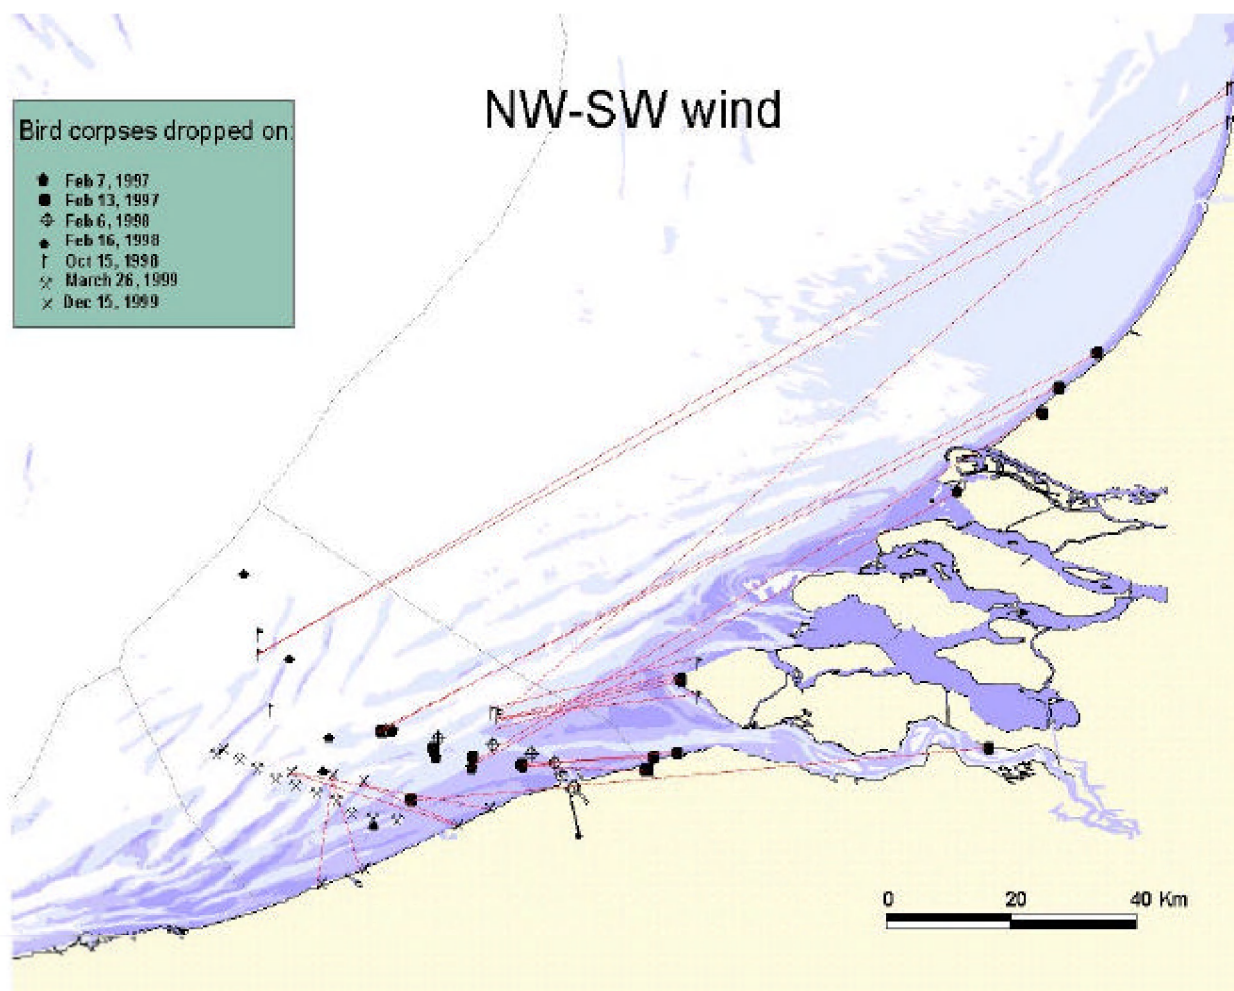 NW-SW wind
Bird corpses dropped on:
Feb 7, 1997
Feb 13, 1997
Feb 6, 1998
Feb 16, 1998
Oct 15, 1998
March 26, 1999
Dec 15, 1999
0 20 40 Km